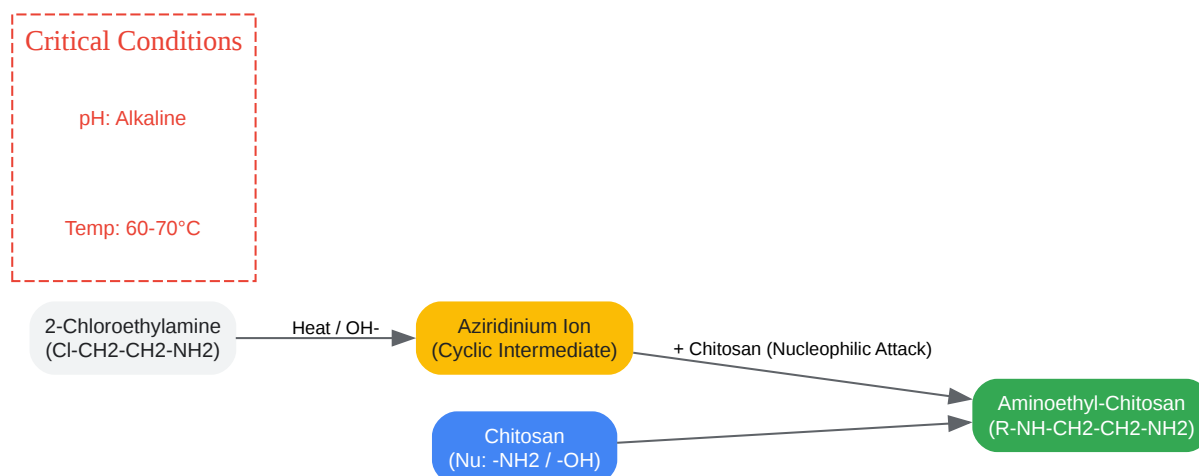 Critical Conditions
pH: Alkaline
Temp: 60-70°C
2-Chloroethylamine
(Cl-CH2-CH2-NH2)
Heat / OH-
Aziridinium Ion
(Cyclic Intermediate)
+ Chitosan (Nucleophilic Attack)
Chitosan
(Nu: -NH2 / -OH)
Aminoethyl-Chitosan
(R-NH-CH2-CH2-NH2)